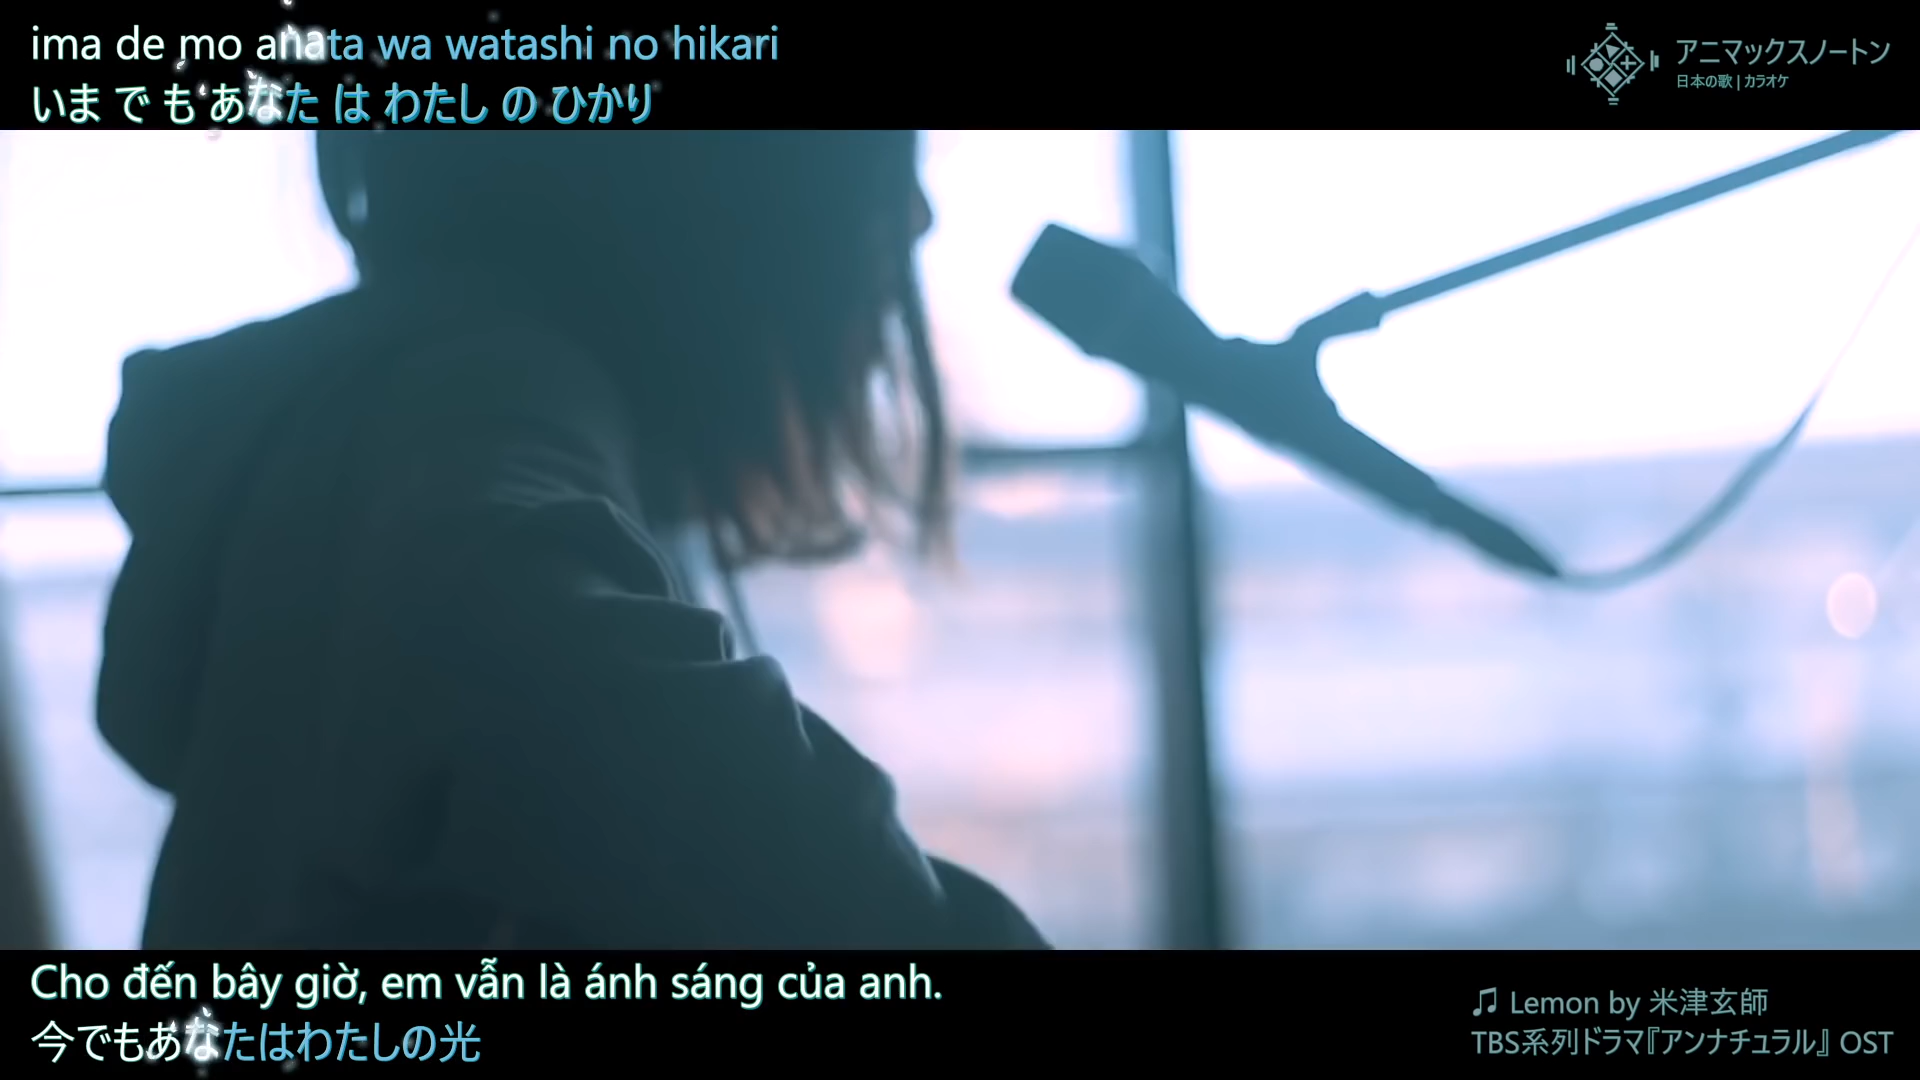 ima de mo anata wa watashi no hikari
いま で も あなた は わたし の ひかり
アニマックスノートン
日本の歌 | カラオケ
Cho đến bây giờ, em vẫn là ánh sáng của anh.
今でもあなたはわたしの光
♫ Lemon by 米津玄師
TBS系列ドラマ『アンナチュラル』 OST